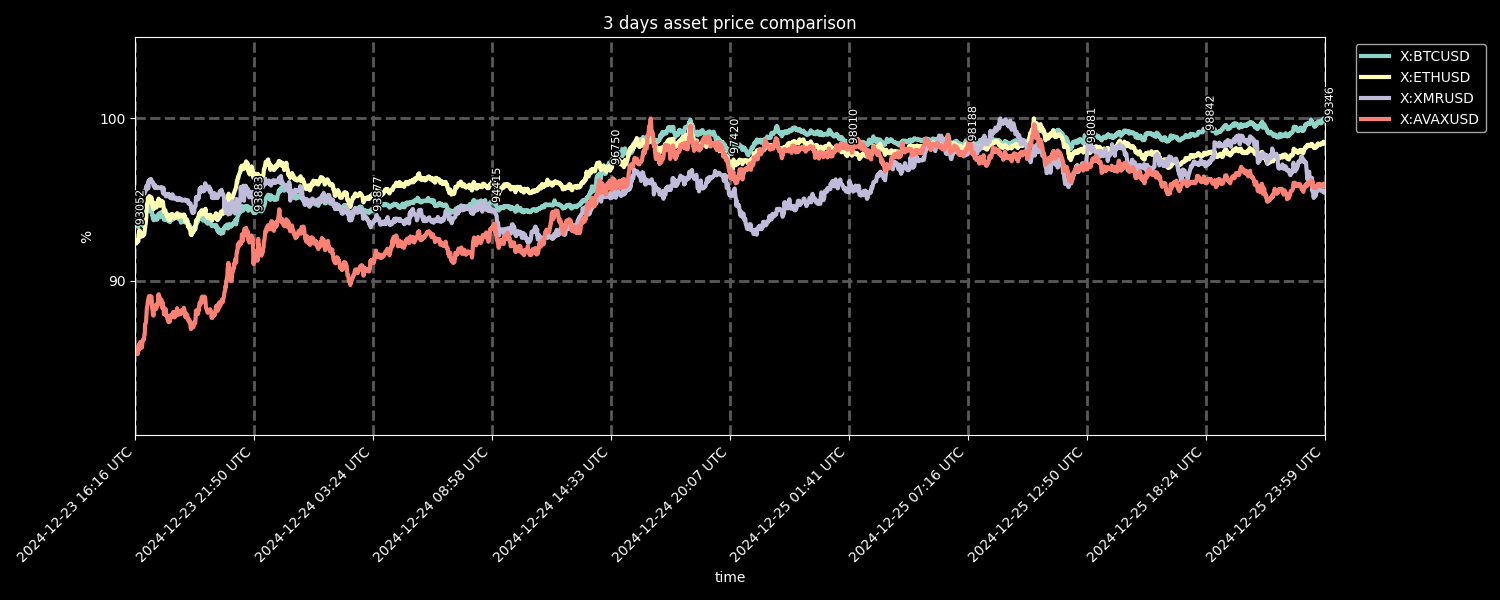 3 days asset price comparison
X:BTCUSD
X:ETHUSD
X:XMRUSD
X:AVAXUSD
100
90
%
93052
93883
93877
94415
96750
97420
98010
98188
98081
98842
99346
2024-12-23 16:16 UTC
2024-12-23 21:50 UTC
2024-12-24 03:24 UTC
2024-12-24 08:58 UTC
2024-12-24 14:33 UTC
2024-12-24 20:07 UTC
2024-12-25 01:41 UTC
2024-12-25 07:16 UTC
2024-12-25 12:50 UTC
2024-12-25 18:24 UTC
2024-12-25 23:59 UTC
time